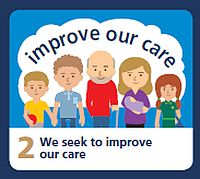 improve our care
2 We seek to improve
our care